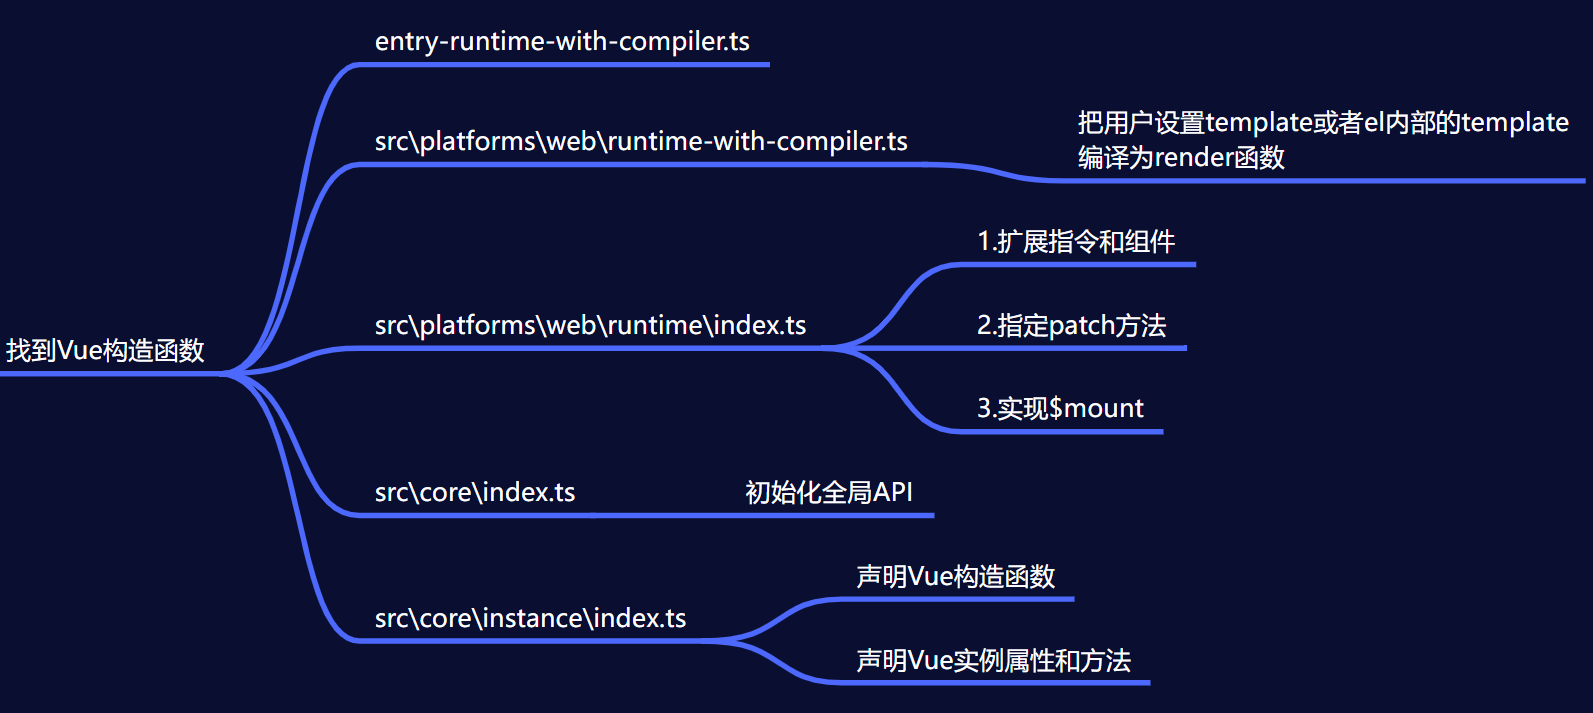 找到Vue构造函数
entry-runtime-with-compiler.ts
src\platforms\web\runtime-with-compiler.ts
把用户设置template或者el内部的template
编译为render函数
src\platforms\web\runtime\index.ts
1.扩展指令和组件
2.指定patch方法
3.实现$mount
src\core\index.ts
初始化全局API
src\core\instance\index.ts
声明Vue构造函数
声明Vue实例属性和方法